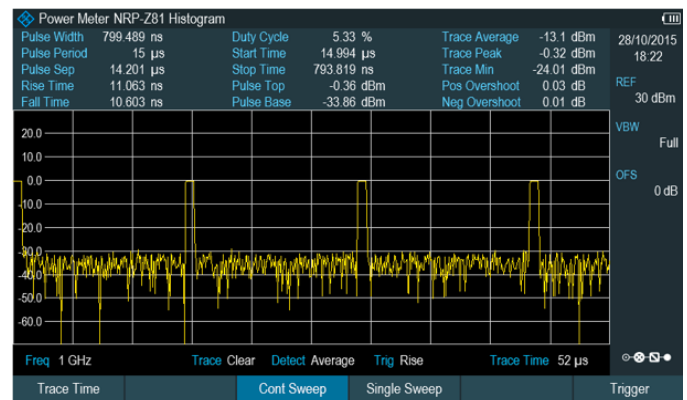 Power Meter NRP-Z81 Histogram
Pulse Width 799.489 ns Duty Cycle 5.33 % Trace Average -13.1 dBm 28/10/2015
Pulse Period 15 µs Start Time 14.994 µs Trace Peak -0.32 dBm 18:22
Pulse Sep 14.201 µs Stop Time 793.819 ns Trace Min -24.01 dBm
Rise Time 11.063 ns Pulse Top -0.36 dBm Pos Overshoot 0.03 dB REF
Fall Time 10.603 ns Pulse Base -33.86 dBm Neg Overshoot 0.01 dB 30 dBm
VBW
20.0
Full
10.0
OFS
0.0
0 dB
-10.0
-20.0
-30.0
-40.0
-50.0
-60.0
Freq 1 GHz Trace Clear Detect Average Trig Rise Trace Time 52 µs
Trace Time Cont Sweep Single Sweep Trigger